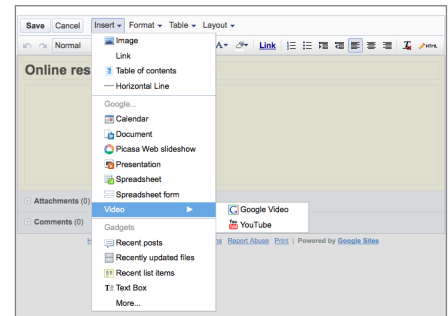 Save Cancel Insert Format Table Layout
Normal A Link HTML
Online res
Image
Link
Table of contents
Horizontal Line
Google...
Calendar
Document
Picasa Web slideshow
Presentation
Spreadsheet
Spreadsheet form
Video
Google Video
YouTube
Gadgets
Recent posts
Recently updated files
Recent list items
Text Box
More...
Attachments (0)
Comments (0)
Report Abuse Print | Powered by Google Sites